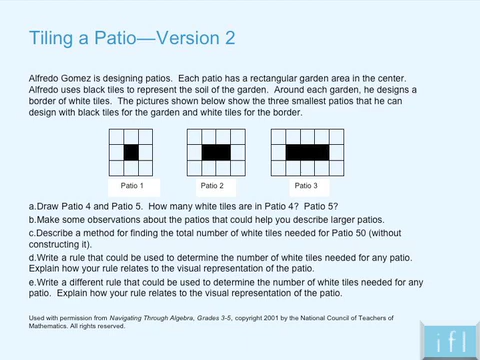 Tiling a Patio—Version 2
Alfredo Gomez is designing patios.  Each patio has a rectangular garden area in the center.
Alfredo uses black tiles to represent the soil of the garden.  Around each garden, he designs a
border of white tiles.  The pictures shown below show the three smallest patios that he can
design with black tiles for the garden and white tiles for the border.
Patio 1
Patio 2
Patio 3
a.Draw Patio 4 and Patio 5.  How many white tiles are in Patio 4?  Patio 5?
b.Make some observations about the patios that could help you describe larger patios.
c.Describe a method for finding the total number of white tiles needed for Patio 50 (without
constructing it).
d.Write a rule that could be used to determine the number of white tiles needed for any patio.
Explain how your rule relates to the visual representation of the patio.
e.Write a different rule that could be used to determine the number of white tiles needed for any
patio.  Explain how your rule relates to the visual representation of the patio.
Used with permission from Navigating Through Algebra, Grades 3-5, copyright 2001 by the National Council of Teachers of
Mathematics. All rights reserved.
ifl